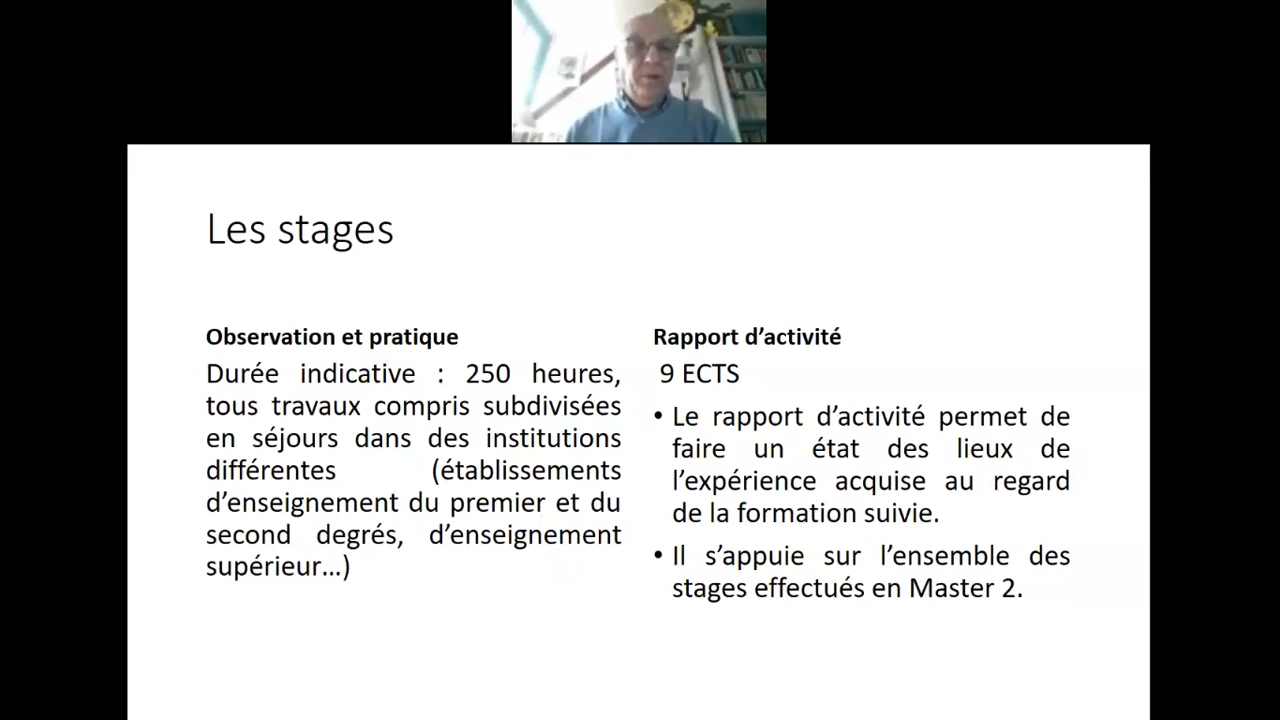 Les stages
Observation et pratique
Durée indicative : 250 heures,
tous travaux compris subdivisées
en séjours dans des institutions
différentes (établissements
d’enseignement du premier et du
second degrés, d’enseignement
supérieur…)
Rapport d’activité
9 ECTS
• Le rapport d’activité permet de
faire un état des lieux de
l’expérience acquise au regard
de la formation suivie.
• Il s’appuie sur l’ensemble des
stages effectués en Master 2.